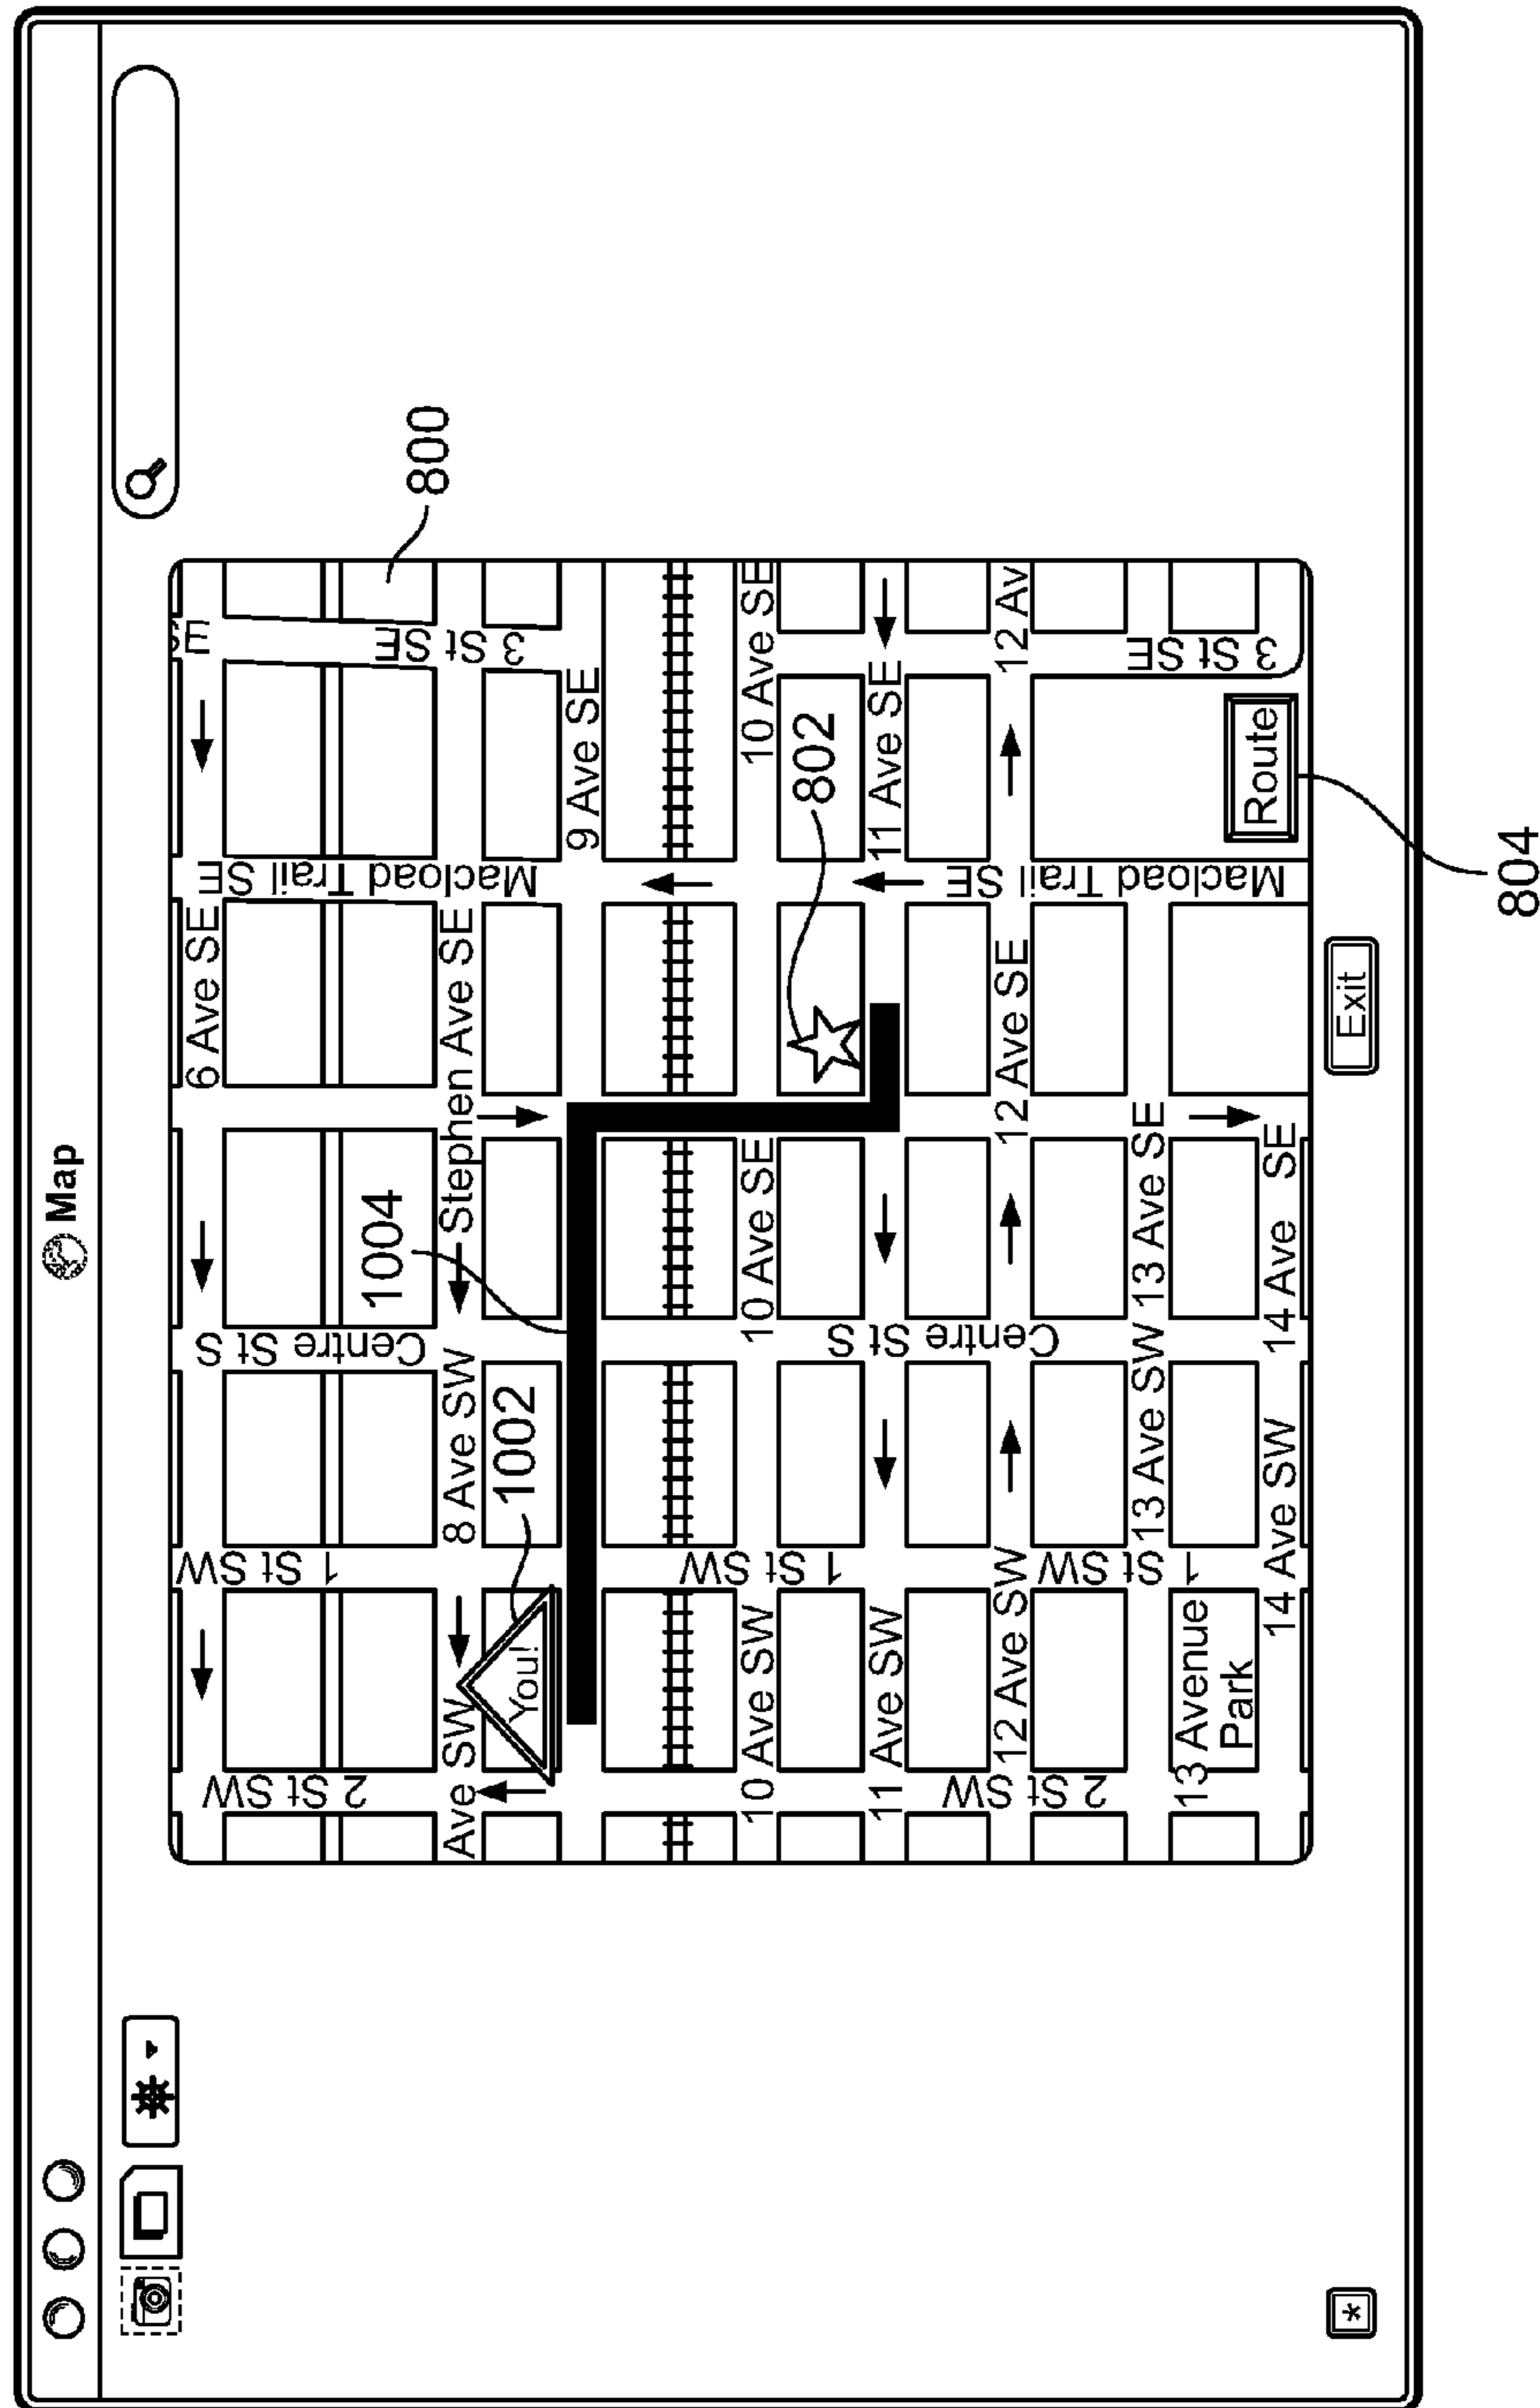 Map
SE
6 Ave SE
2 St SW
1 St SW
Centre St S
1004
Macload Trail SE
3 St SE
800
Ave SW
8 Ave SW
Stephen Ave SE
You!
1002
9 Ave SE
10 Ave SW
1 St SW
10 Ave SE
10 Ave SE
802
11 Ave SW
Centre St S
11 Ave SE
2 St SW
12 Ave SW
12 Ave SE
Macload Trail SE
12 Av
1 St SW
13 Ave SW
13 Ave SE
3 St SE
13 Avenue
Park
14 Ave SW
14 Ave SE
Route
*
Exit
804